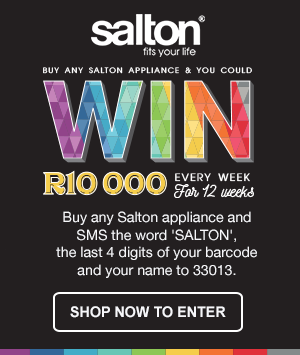 salton®
fits your life
BUY ANY SALTON APPLIANCE & YOU COULD
WIN
R10 000 EVERY WEEK
For 12 weeks
Buy any Salton appliance and
SMS the word 'SALTON',
the last 4 digits of your barcode
and your name to 33013.
SHOP NOW TO ENTER